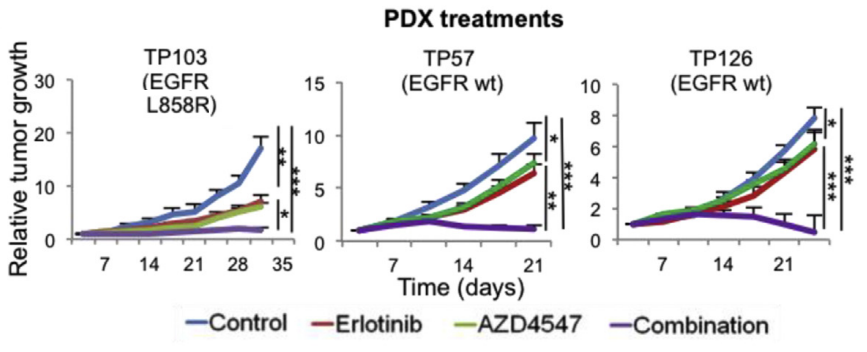 PDX treatments
TP103
(EGFR
L858R)
TP57
(EGFR wt)
TP126
(EGFR wt)
Relative tumor growth
30
20
10
0
7 14 21 28 35
**
***
*
15
10
5
0
7 14 21
*
***
**
10
8
6
4
2
0
7 14 21
*
***
***
Time (days)
Control Erlotinib AZD4547 Combination